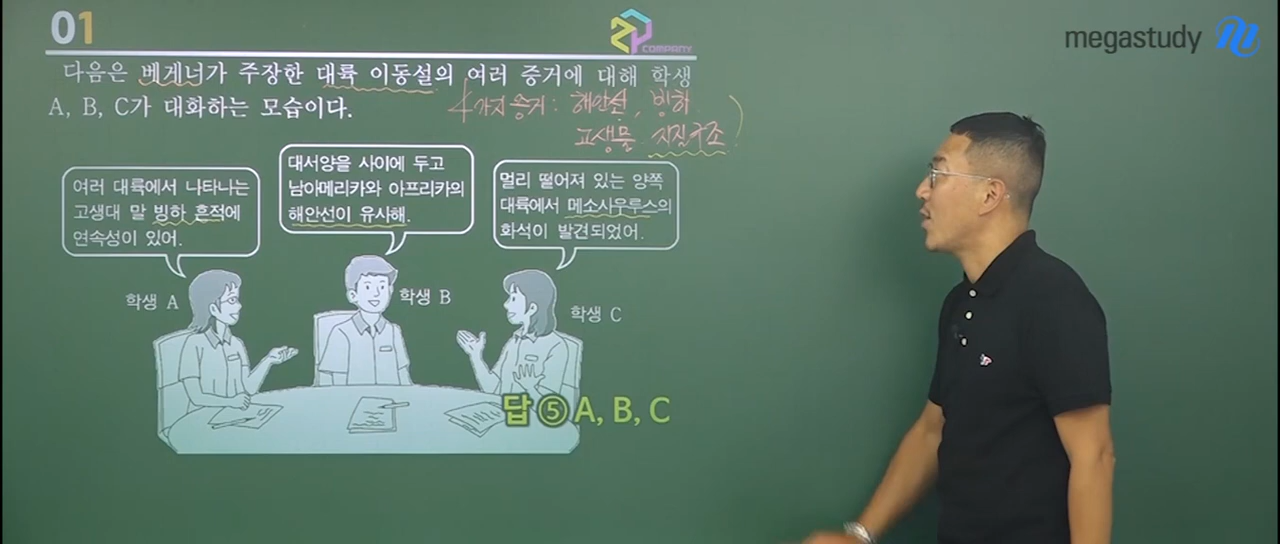 01
ZP COMPANY
megastudy
다음은 베게너가 주장한 대륙 이동설의 여러 증거에 대해 학생
A, B, C가 대화하는 모습이다.
4가지 증거: 해안선, 빙하
고생물 지질구조
여러 대륙에서 나타나는
고생대 말 빙하 흔적에
연속성이 있어.
대서양을 사이에 두고
남아메리카와 아프리카의
해안선이 유사해.
멀리 떨어져 있는 양쪽
대륙에서 메소사우루스의
화석이 발견되었어.
학생 A
학생 B
학생 C
답 ⑤ A, B, C